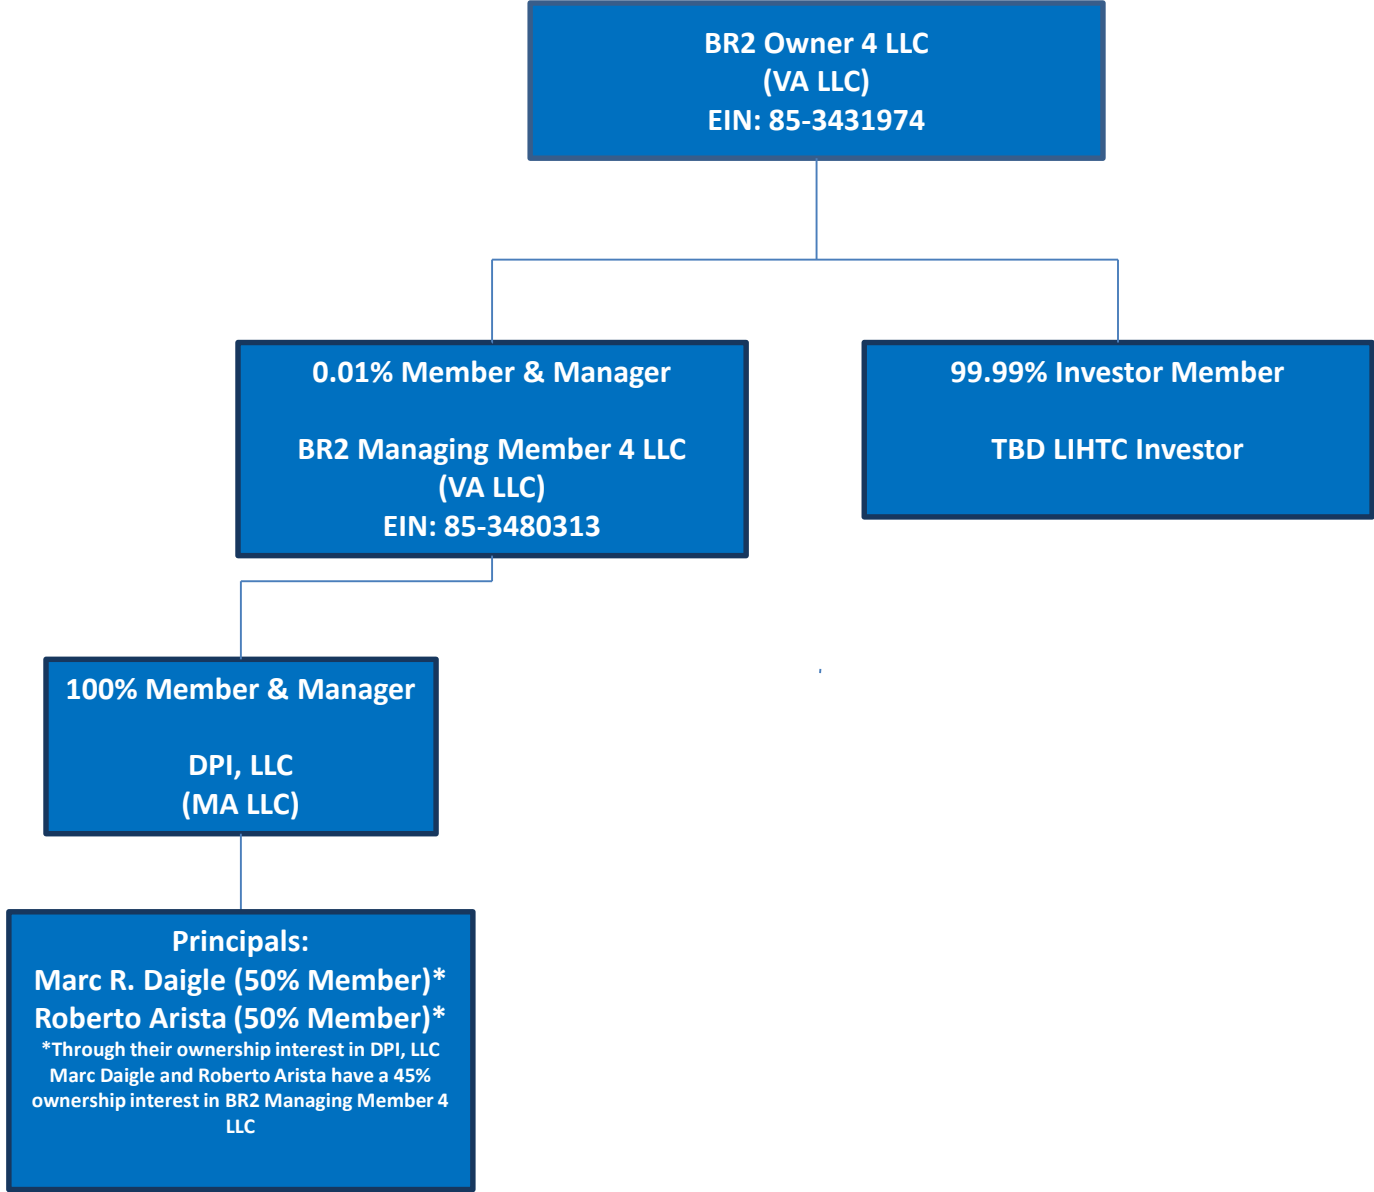 BR2 Owner 4 LLC
(VA LLC)
EIN: 85-3431974
0.01% Member & Manager
BR2 Managing Member 4 LLC
(VA LLC)
EIN: 85-3480313
99.99% Investor Member
TBD LIHTC Investor
100% Member & Manager
DPI, LLC
(MA LLC)
Principals:
Marc R. Daigle (50% Member)*
Roberto Arista (50% Member)*
*Through their ownership interest in DPI, LLC
Marc Daigle and Roberto Arista have a 45%
ownership interest in BR2 Managing Member 4
LLC